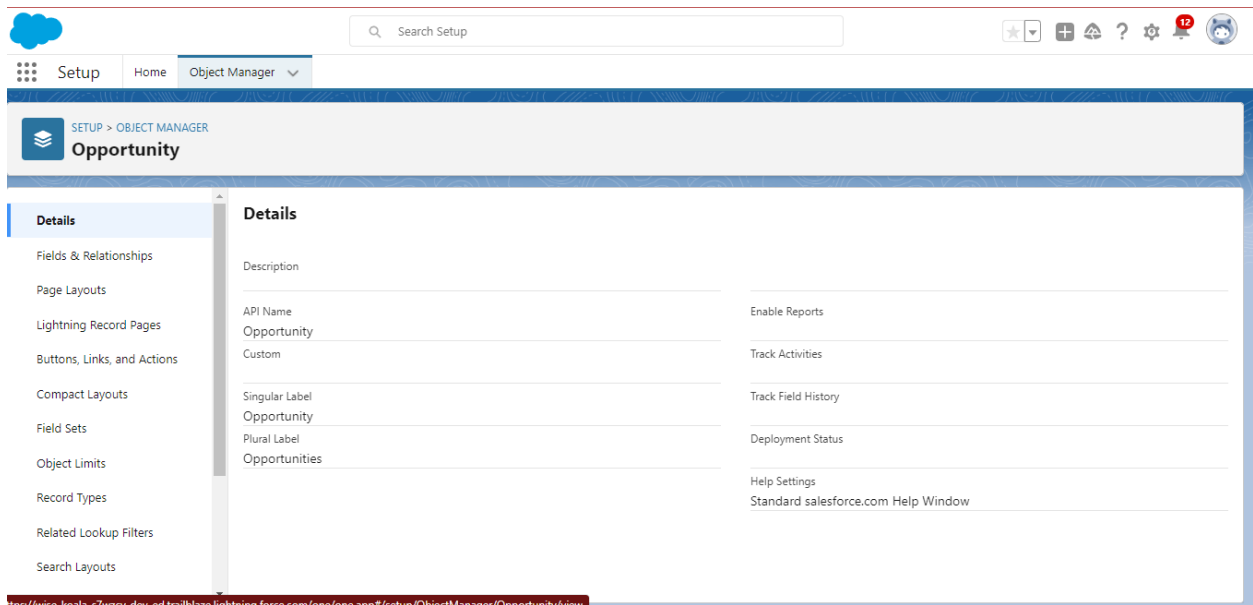 Search Setup
12
Setup
Home
Object Manager
SETUP > OBJECT MANAGER
Opportunity
Details
Fields & Relationships
Page Layouts
Lightning Record Pages
Buttons, Links, and Actions
Compact Layouts
Field Sets
Object Limits
Record Types
Related Lookup Filters
Search Layouts
Details
Description
API Name
Opportunity
Custom
Singular Label
Opportunity
Plural Label
Opportunities
Enable Reports
Track Activities
Track Field History
Deployment Status
Help Settings
Standard salesforce.com Help Window